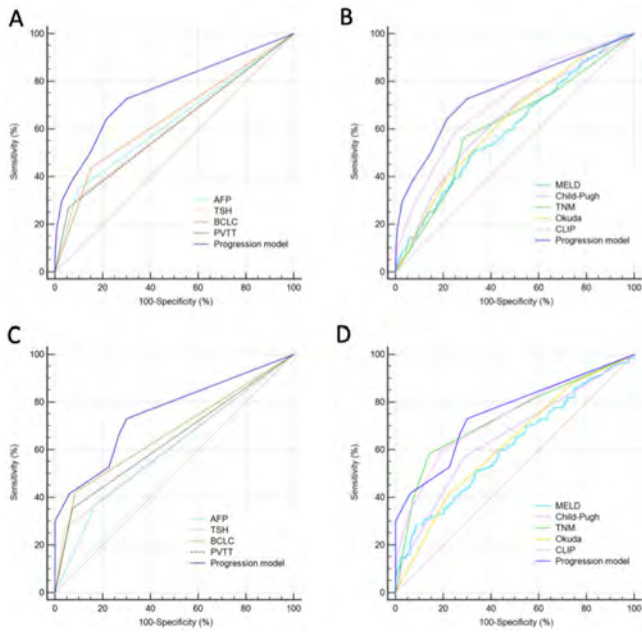 A
100
80
60
40
20
0
Sensitivity (%)
AFP
TSH
BCLC
PVTT
Progression model
0 20 40 60 80 100
100-Specificity (%)
B
100
80
60
40
20
0
Sensitivity (%)
MELD
Child-Pugh
TNM
Okuda
CLIP
Progression model
0 20 40 60 80 100
100-Specificity (%)
C
100
80
60
40
20
0
Sensitivity (%)
AFP
TSH
BCLC
PVTT
Progression model
0 20 40 60 80 100
100-Specificity (%)
D
100
80
60
40
20
0
Sensitivity (%)
MELD
Child-Pugh
TNM
Okuda
CLIP
Progression model
0 20 40 60 80 100
100-Specificity (%)